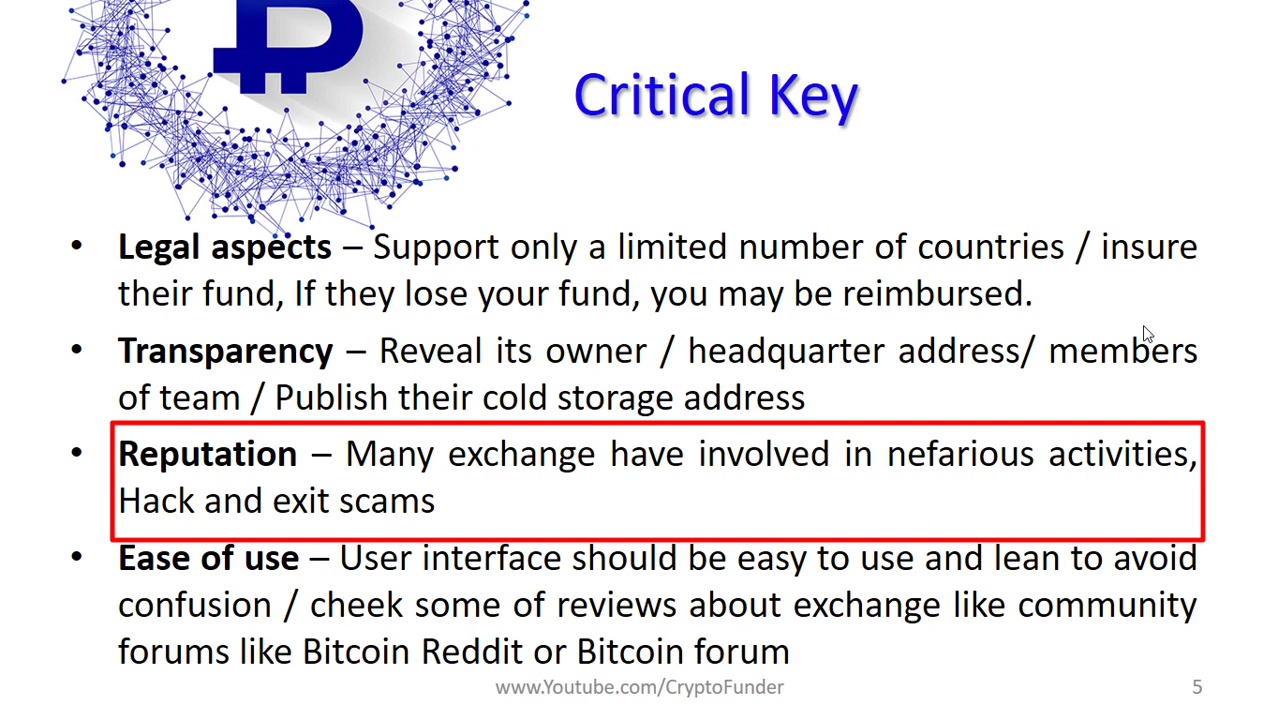 Critical Key
• Legal aspects – Support only a limited number of countries / insure
their fund, If they lose your fund, you may be reimbursed.
• Transparency – Reveal its owner / headquarter address/ members
of team / Publish their cold storage address
• Reputation – Many exchange have involved in nefarious activities,
Hack and exit scams
• Ease of use – User interface should be easy to use and lean to avoid
confusion / cheek some of reviews about exchange like community
forums like Bitcoin Reddit or Bitcoin forum
www.Youtube.com/CryptoFunder
5